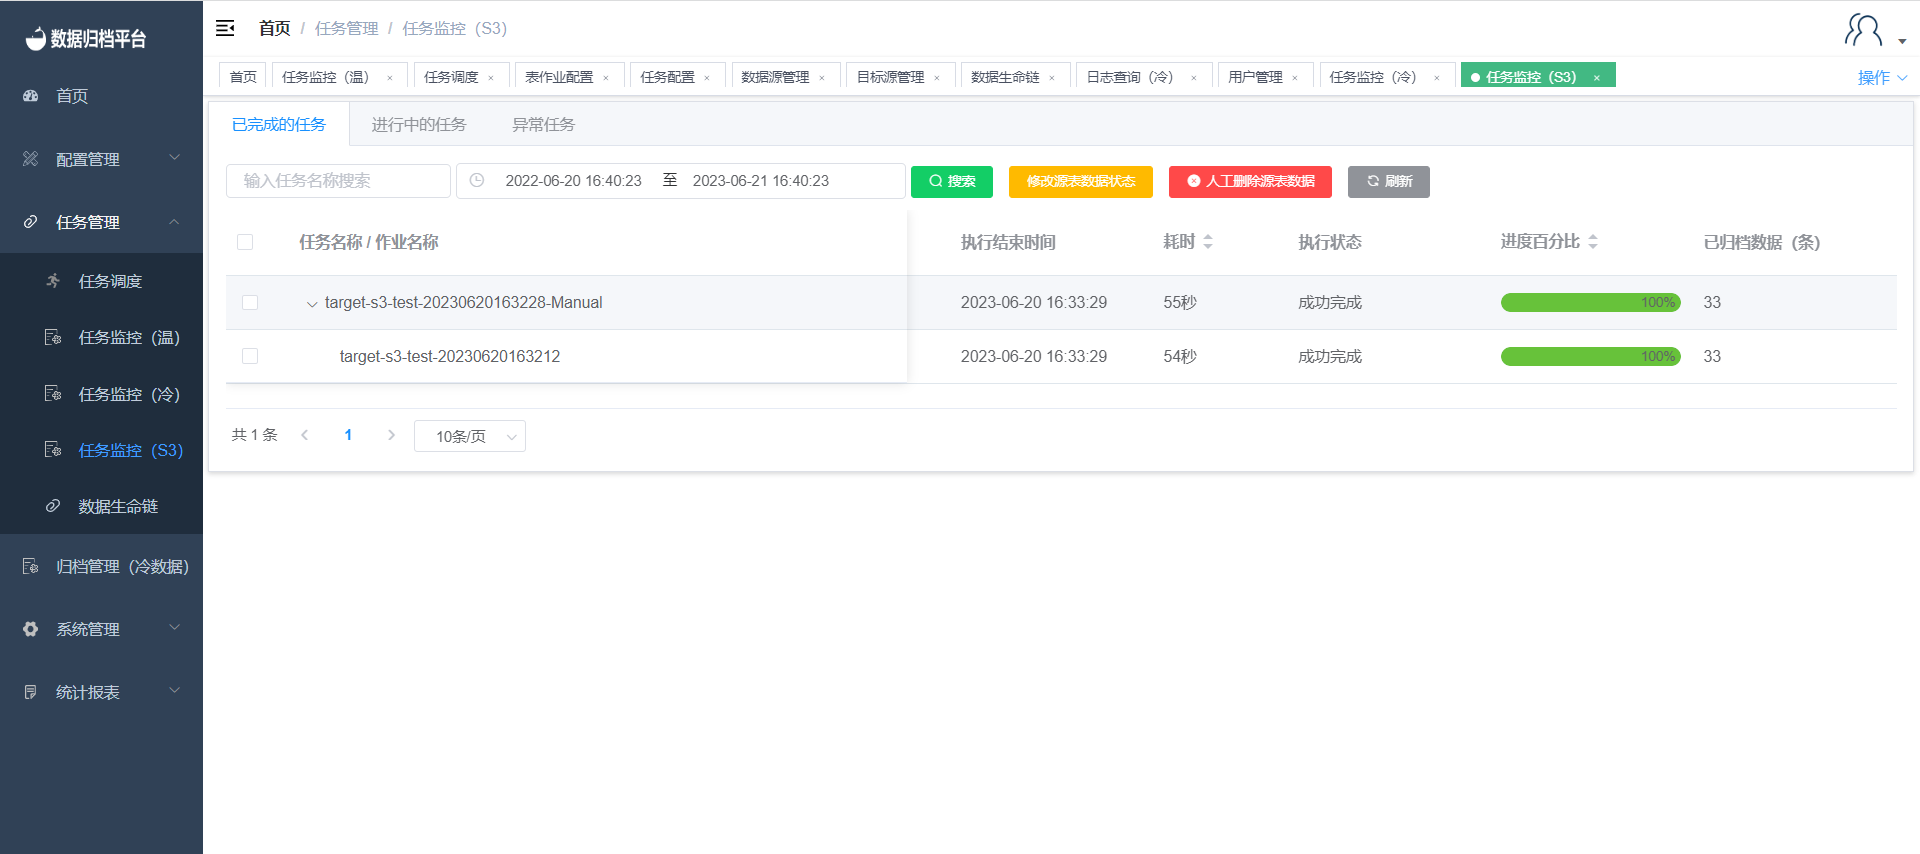 数据归档平台
首页
配置管理
任务管理
任务调度
任务监控（温）
任务监控（冷）
任务监控（S3）
数据生命链
归档管理（冷数据）
系统管理
统计报表
首页 / 任务管理 / 任务监控（S3）
首页 任务监控（温） × 任务调度 × 表作业配置 × 任务配置 × 数据源管理 × 目标源管理 × 数据生命链 × 日志查询（冷） × 用户管理 × 任务监控（冷） × 任务监控（S3） × 操作
已完成的任务 进行中的任务 异常任务
输入任务名称搜索 2022-06-20 16:40:23 至 2023-06-21 16:40:23 搜索 修改源表数据状态 人工删除源表数据 刷新
任务名称 / 作业名称 执行结束时间 耗时 执行状态 进度百分比 已归档数据（条）
target-s3-test-20230620163228-Manual 2023-06-20 16:33:29 55秒 成功完成 100% 33
target-s3-test-20230620163212 2023-06-20 16:33:29 54秒 成功完成 100% 33
共 1 条 1 10条/页